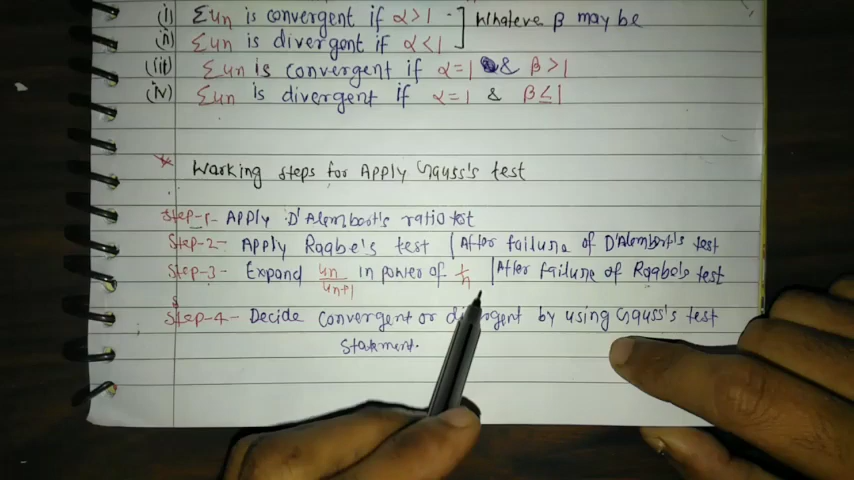 (i) Σun is convergent if α>1 ] Whateve β may be
(ii) Σun is divergent if α<1
(iii) Σun is convergent if α=1 & β>1
(iv) Σun is divergent if α=1 & β≤1
* Working steps for Apply Gauss's test
Step-1- Apply D'Alembort's ratio test
Step-2- Apply Raabe's test | After failure of D'Alembort's test
Step-3- Expand un/un+1 in power of 1/n | After failure of Raabe's test
Step-4- Decide convergent or divergent by using Gauss's test
Statement.